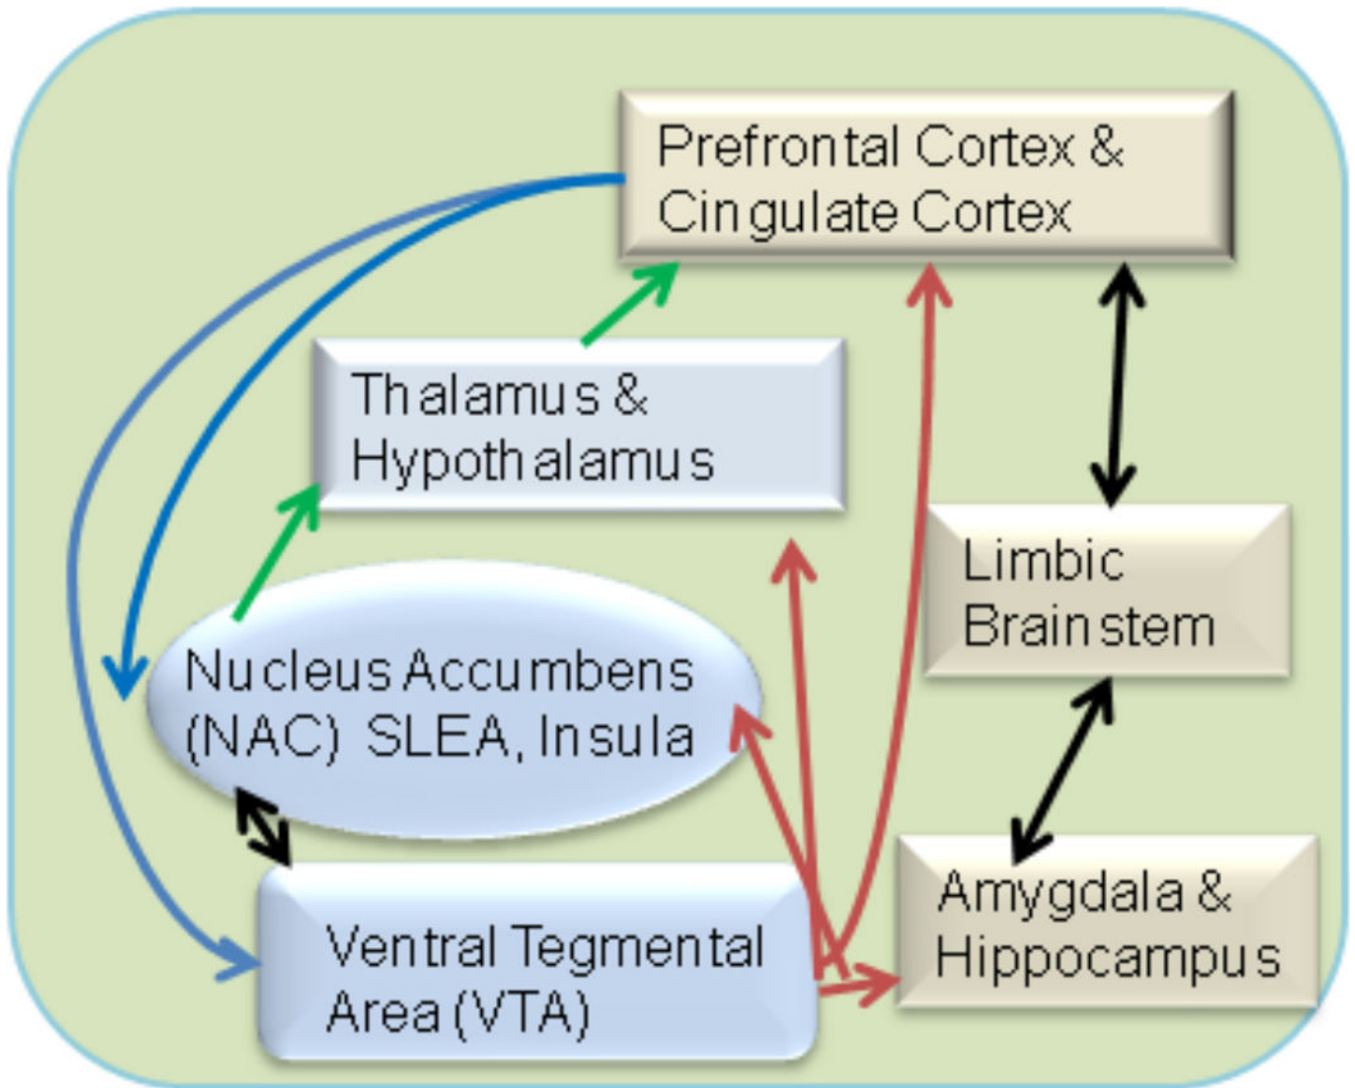 Prefrontal Cortex &
Cingulate Cortex
Thalamus &
Hypothalamus
Limbic
Brainstem
Nucleus Accumbens
(NAC) SLEA, Insula
Amygdala &
Hippocampus
Ventral Tegmental
Area (VTA)